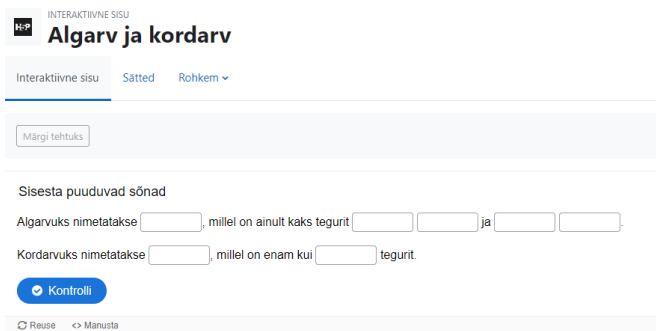 INTERAKTIIVNE SISU
H-P
Algarv ja kordarv
Interaktiivne sisu Sätted Rohkem
Märgi tehtuks
Sisesta puuduvad sõnad
Algarvuks nimetatakse , millel on ainult kaks tegurit ja .
Kordarvuks nimetatakse , millel on enam kui tegurit.
Kontrolli
Reuse <> Manusta